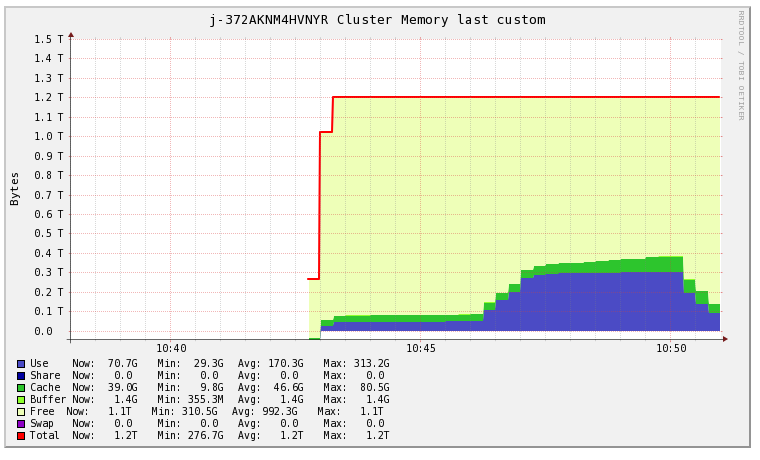 j-372AKNM4HVNYR Cluster Memory last custom
RRDTOOL / TOBI OETIKER
Bytes
1.5 T
1.4 T
1.3 T
1.2 T
1.1 T
1.0 T
0.9 T
0.8 T
0.7 T
0.6 T
0.5 T
0.4 T
0.3 T
0.2 T
0.1 T
0.0
10:40 10:45 10:50
Use Now: 70.7G Min: 29.3G Avg: 170.3G Max: 313.2G
Share Now: 0.0 Min: 0.0 Avg: 0.0 Max: 0.0
Cache Now: 39.0G Min: 9.8G Avg: 46.6G Max: 80.5G
Buffer Now: 1.4G Min: 355.3M Avg: 1.4G Max: 1.4G
Free Now: 1.1T Min: 310.5G Avg: 992.3G Max: 1.1T
Swap Now: 0.0 Min: 0.0 Avg: 0.0 Max: 0.0
Total Now: 1.2T Min: 276.7G Avg: 1.2T Max: 1.2T